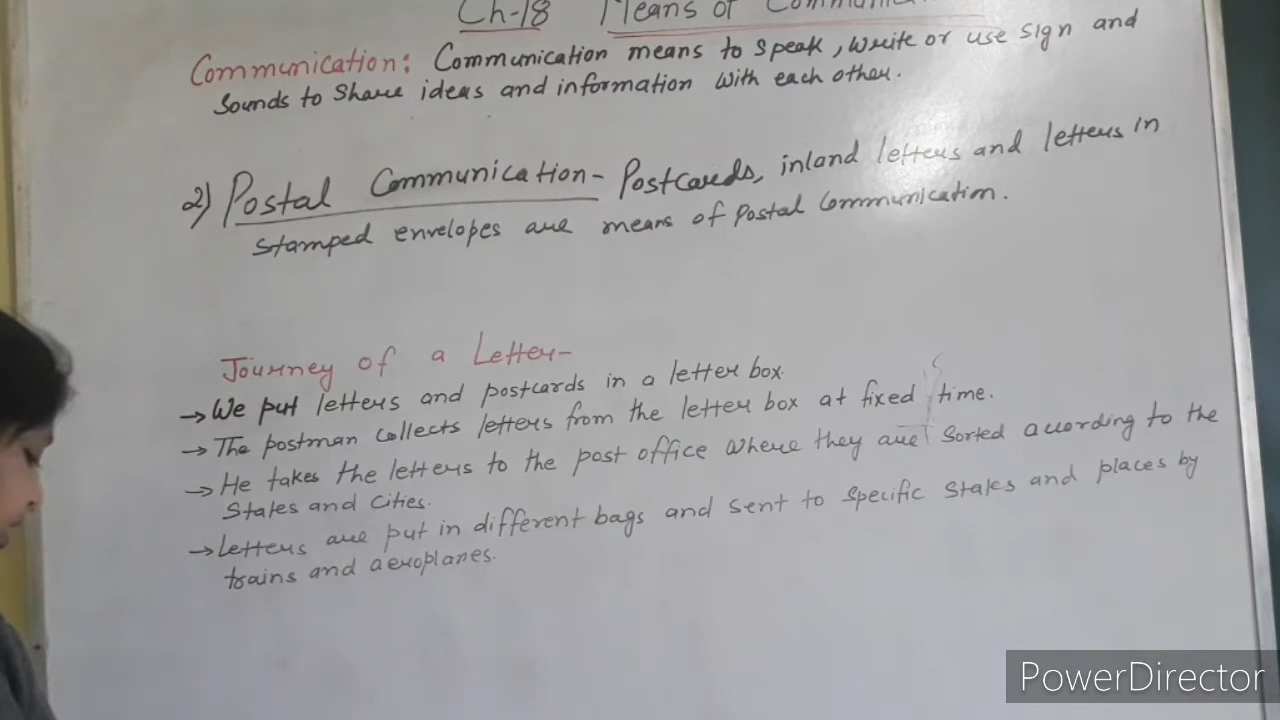 Ch-18 Means of Communic
Communication: Communication means to speak, write or use sign and
sounds to share ideas and information with each other.
2) Postal Communication- Postcards, inland letters and letters in
stamped envelopes are means of Postal Communication.
Journey of a Letter-
→We put letters and postcards in a letter box.
→The postman collects letters from the letter box at fixed time.
→He takes the letters to the post office where they are sorted according to the
States and Cities.
→Letters are put in different bags and sent to specific states and places by
trains and aeroplanes.
PowerDirector